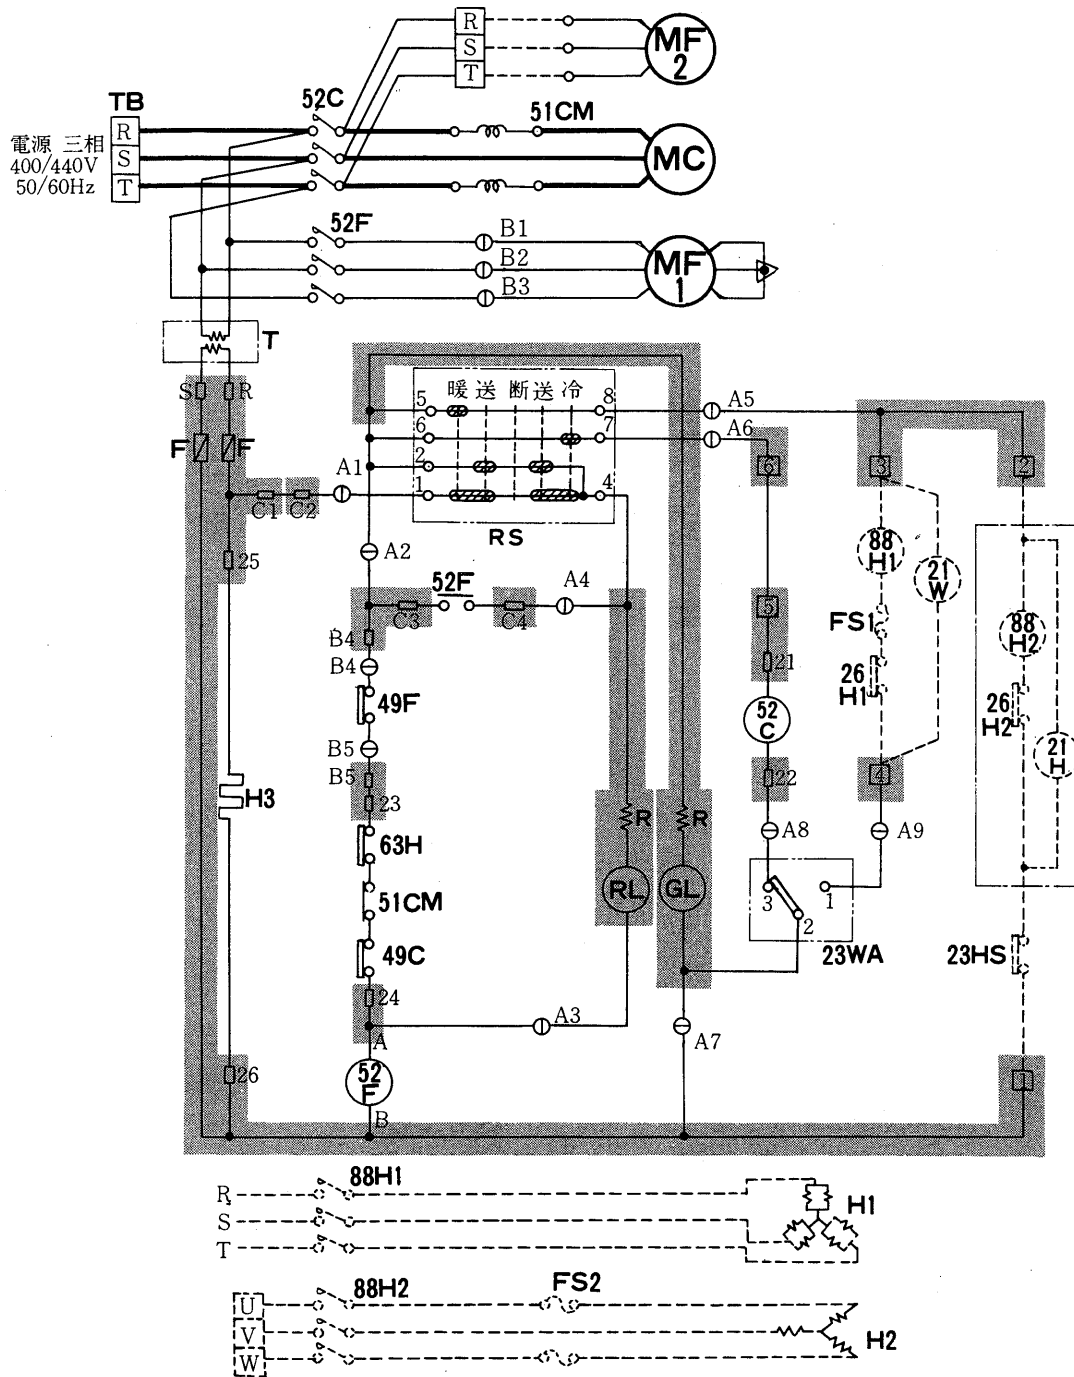 R
S
T
MF
2
TB
52C
51CM
電源 三相
400/440V
50/60Hz
R
S
T
MC
52F
B1
B2
B3
MF
1
T
S
R
F
F
暖 送 断 送 冷
5
8
6
7
2
1
4
RS
A5
A6
A1
C1
C2
25
A2
52F
A4
C3
C4
B4
B4
49F
B5
B5
23
63H
51CM
49C
24
A
52
F
B
A3
H3
26
R
RL
R
GL
A7
6
5
21
52
C
22
A8
3
2
1
23WA
3
88
H1
21
W
FS1
26
H1
4
A9
2
88
H2
26
H2
21
H
23HS
1
R
S
T
88H1
H1
U
V
W
88H2
FS2
H2